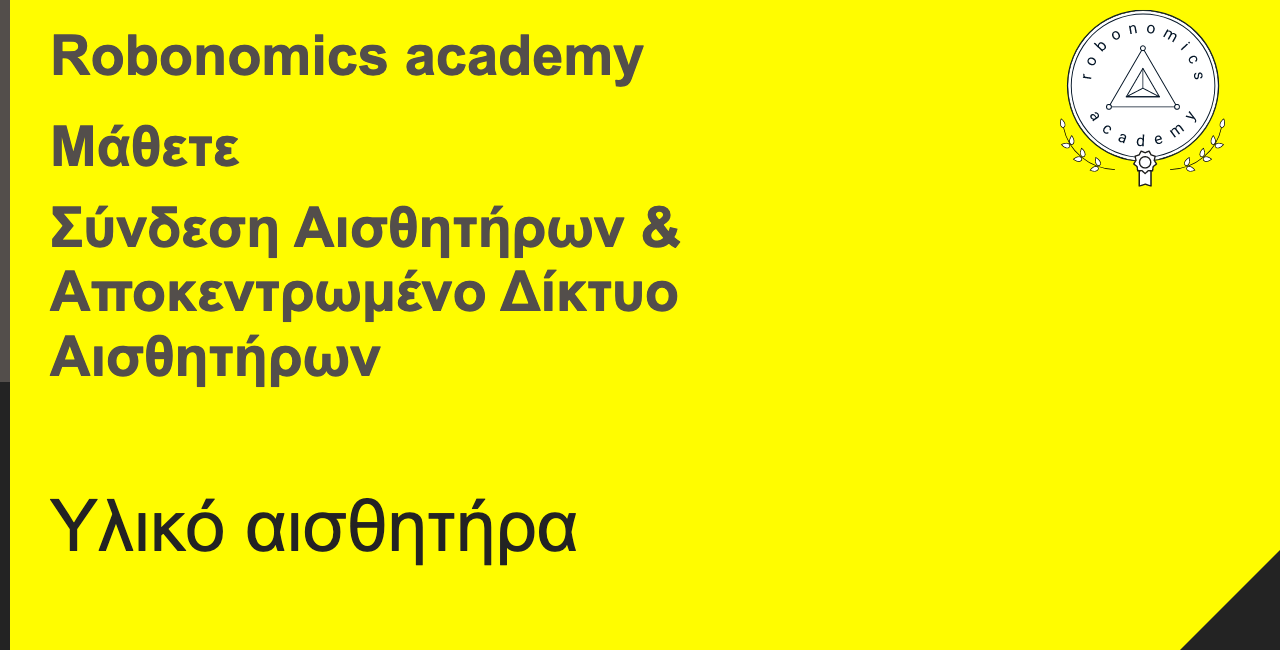 Robonomics academy
Μάθετε
Σύνδεση Αισθητήρων &
Αποκεντρωμένο Δίκτυο
Αισθητήρων
Υλικό αισθητήρα
robonomics
academy